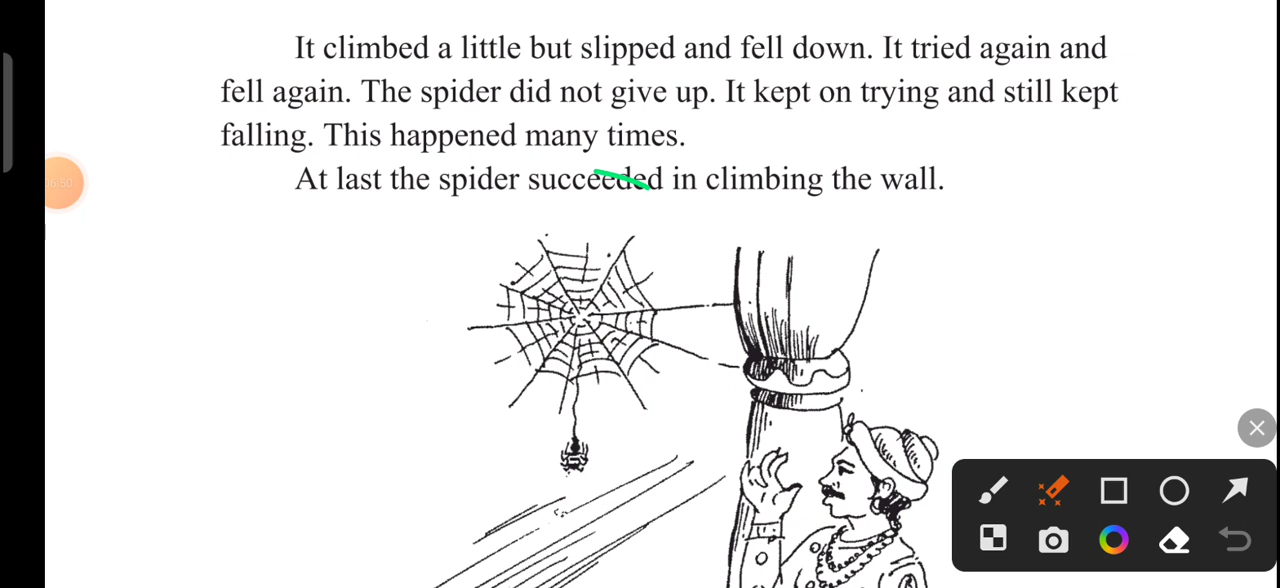 It climbed a little but slipped and fell down. It tried again and
fell again. The spider did not give up. It kept on trying and still kept
falling. This happened many times.
06:50
At last the spider succeeded in climbing the wall.